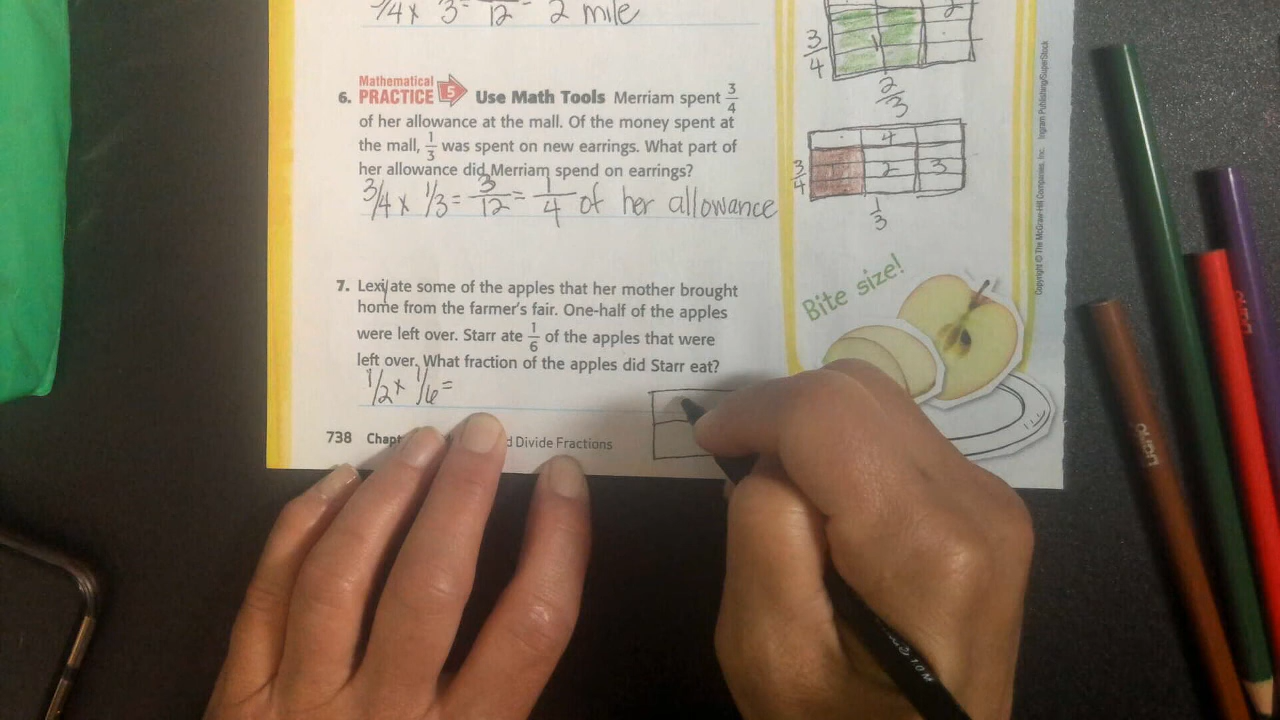 3/4 x 3 = 12 = 2 mile
2
1
3/4
2/3
Mathematical
6. PRACTICE 5 Use Math Tools Merriam spent 3/4
of her allowance at the mall. Of the money spent at
the mall, 1/3 was spent on new earrings. What part of
her allowance did Merriam spend on earrings?
3/4 x 1/3 = 3/12 = 1/4 of her allowance
4
3/4
2 3
1/3
7. Lexi ate some of the apples that her mother brought
home from the farmer's fair. One-half of the apples
were left over. Starr ate 1/6 of the apples that were
left over. What fraction of the apples did Starr eat?
1/2 x 1/6 =
Bite size!
738 Chap d Divide Fractions
Copyright © The McGraw-Hill Companies, Inc. Ingram Publishing/SuperStock